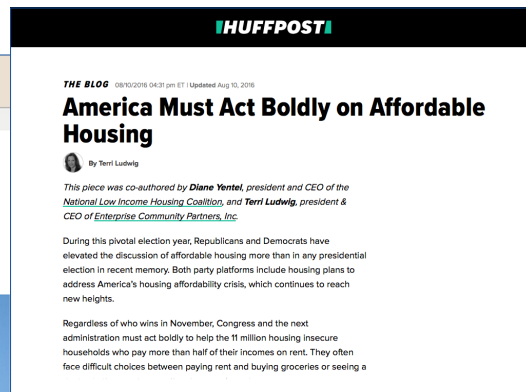 HUFFPOST
THE BLOG 08/10/2016 04:31 pm ET | Updated Aug 10, 2016
America Must Act Boldly on Affordable
Housing
By Terri Ludwig
This piece was co-authored by Diane Yentel, president and CEO of the
National Low Income Housing Coalition, and Terri Ludwig, president &
CEO of Enterprise Community Partners, Inc.
During this pivotal election year, Republicans and Democrats have
elevated the discussion of affordable housing more than in any presidential
election in recent memory. Both party platforms include housing plans to
address America's housing affordability crisis, which continues to reach
new heights.
Regardless of who wins in November, Congress and the next
administration must act boldly to help the 11 million housing insecure
households who pay more than half of their incomes on rent. They often
face difficult choices between paying rent and buying groceries or seeing a